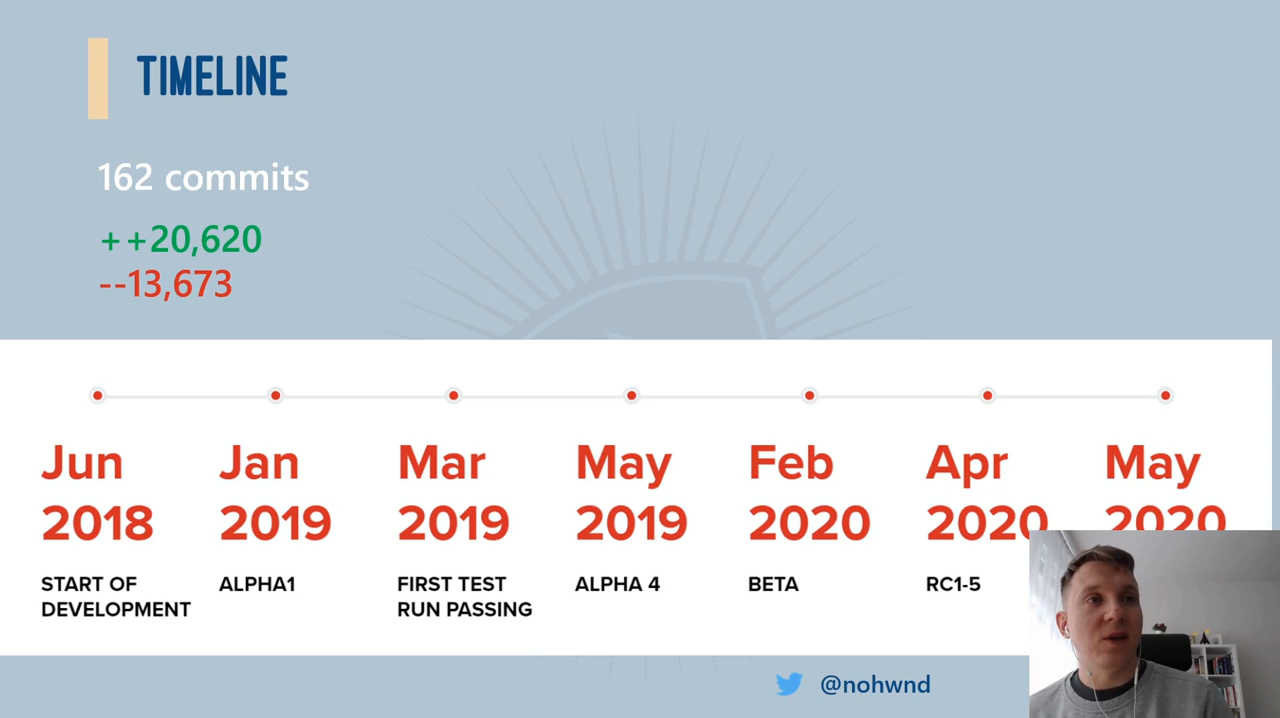 TIMELINE
162 commits
++20,620
--13,673
Jun
2018
START OF
DEVELOPMENT
Jan
2019
ALPHA1
Mar
2019
FIRST TEST
RUN PASSING
May
2019
ALPHA 4
Feb
2020
BETA
Apr
2020
RC1-5
May
2020
@nohwnd